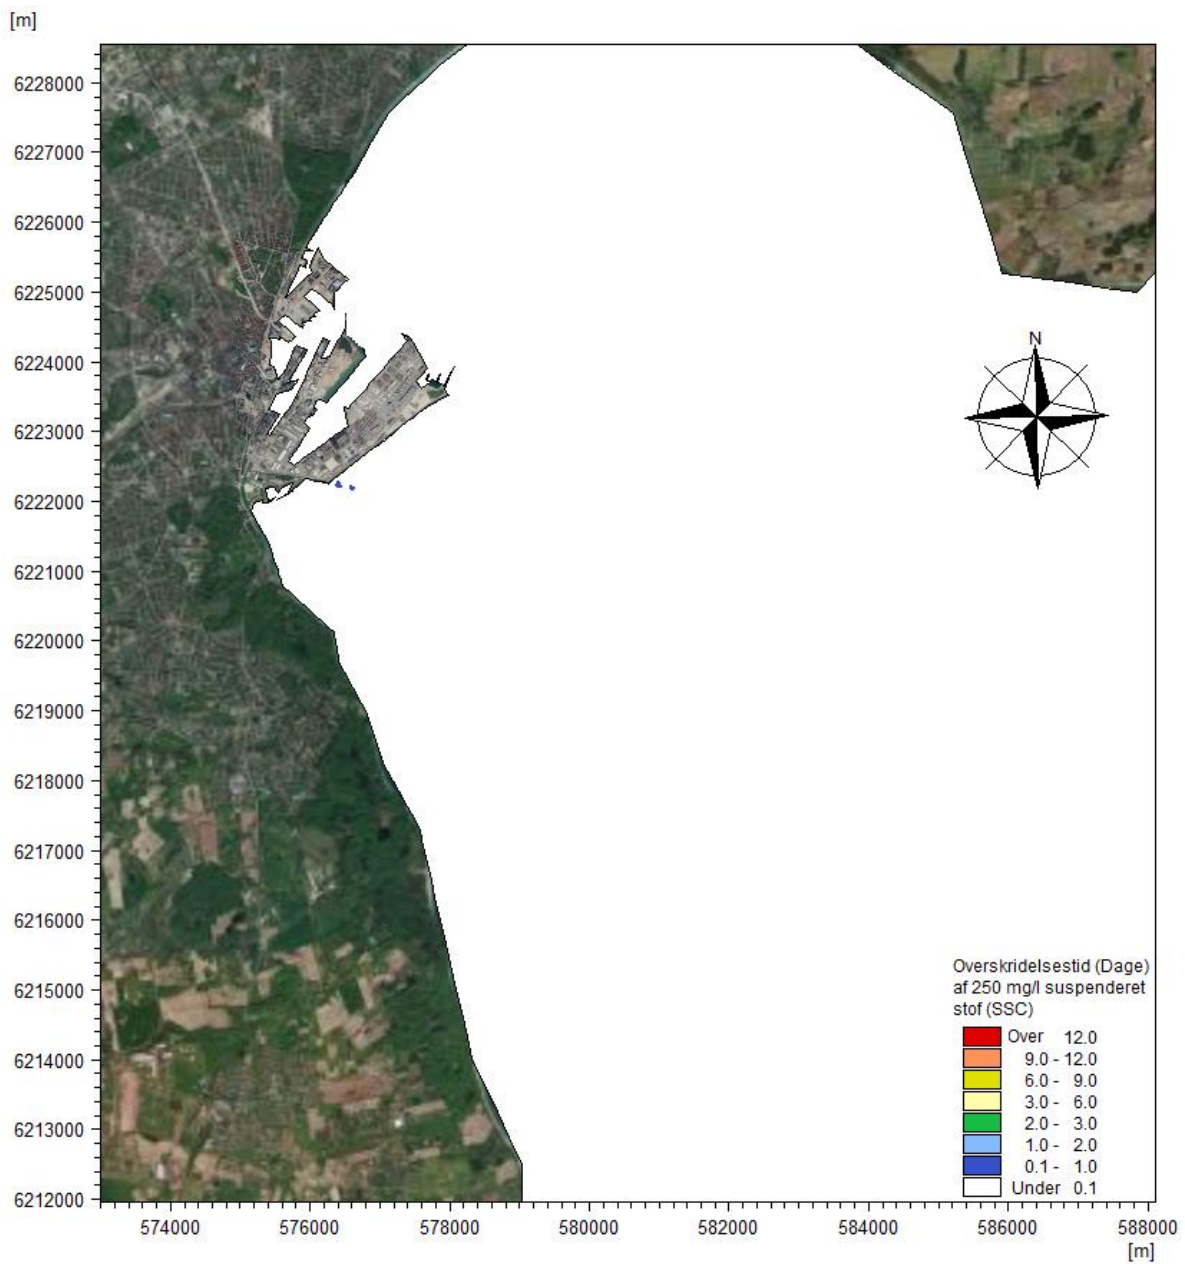 [m]
6228000
6227000
6226000
6225000
6224000
6223000
6222000
6221000
6220000
6219000
6218000
6217000
6216000
6215000
6214000
6213000
6212000
N
Overskridelsestid (Dage)
af 250 mg/l suspenderet
stof (SSC)
Over 12.0
9.0 - 12.0
6.0 - 9.0
3.0 - 6.0
2.0 - 3.0
1.0 - 2.0
0.1 - 1.0
Under 0.1
574000 576000 578000 580000 582000 584000 586000 588000
[m]